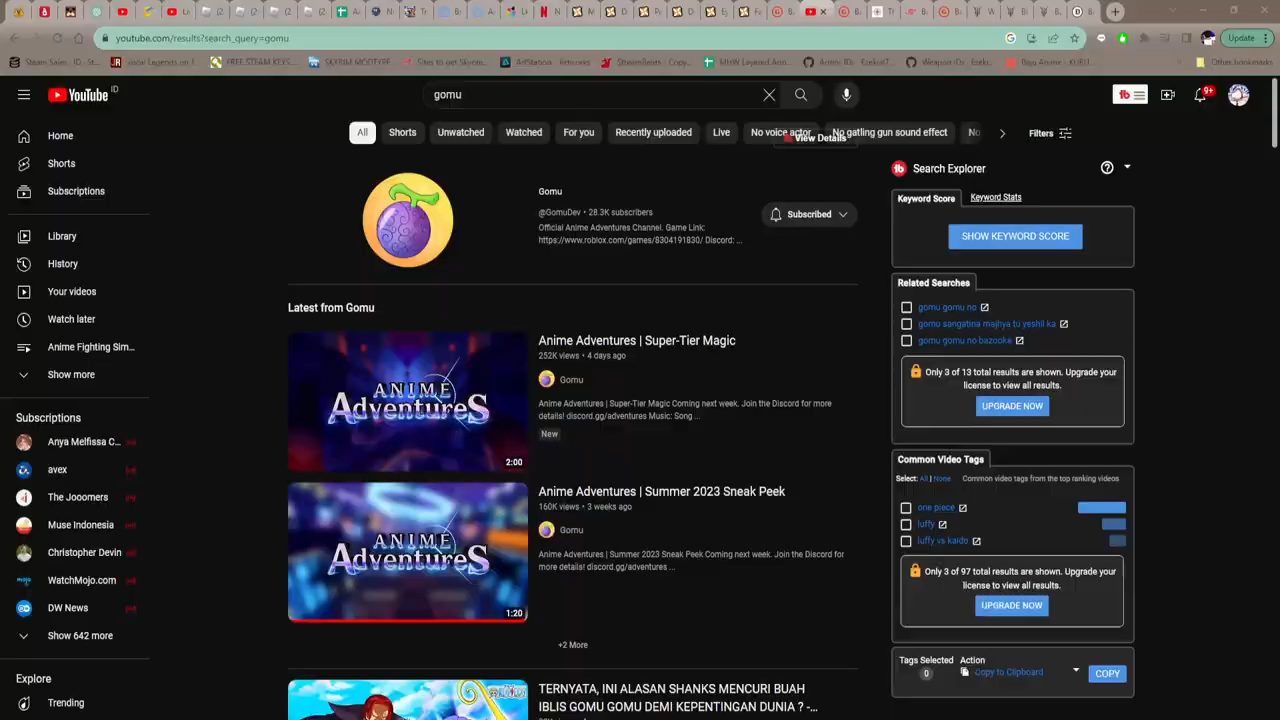 youtube.com/results?search_query=gomu
Update
FREE STEAM KEYS...
SKYRIM MODTYPE
Other bookmarks
YouTube ID
gomu
9+
All
Shorts
Unwatched
Watched
For you
Recently uploaded
Live
No voice actor
No gatling gun sound effect
No
Filters
View Details
Home
Shorts
Subscriptions
Library
History
Your videos
Watch later
Anime Fighting Sim...
Show more
Subscriptions
Anya Melfissa C...
avex
The Jooomers
Muse Indonesia
Christopher Devin
WatchMojo.com
DW News
Show 642 more
Explore
Trending
Gomu
@GomuDev • 28.3K subscribers
Official Anime Adventures Channel. Game Link:
https://www.roblox.com/games/8304191830/ Discord: ...
Subscribed
Latest from Gomu
ANIME
AdventureS
2:00
Anime Adventures | Super-Tier Magic
252K views • 4 days ago
Gomu
Anime Adventures | Super-Tier Magic Coming next week. Join the Discord for more
details! discord.gg/adventures Music: Song ...
New
ANIME
AdventureS
1:20
Anime Adventures | Summer 2023 Sneak Peek
160K views • 3 weeks ago
Gomu
Anime Adventures | Summer 2023 Sneak Peek Coming next week. Join the Discord for
more details! discord.gg/adventures ...
+2 More
TERNYATA, INI ALASAN SHANKS MENCURI BUAH
IBLIS GOMU GOMU DEMI KEPENTINGAN DUNIA ? -...
tb
Search Explorer
Keyword Score
Keyword Stats
SHOW KEYWORD SCORE
Related Searches
gomu gomu no
gomu sangatina majhya tu yeshil ka
gomu gomu no bazooka
Only 3 of 13 total results are shown. Upgrade your
license to view all results.
UPGRADE NOW
Common Video Tags
Select: All | None
Common video tags from the top ranking videos
one piece
luffy
luffy vs kaido
Only 3 of 97 total results are shown. Upgrade your
license to view all results.
UPGRADE NOW
Tags Selected
0
Action
Copy to Clipboard
COPY